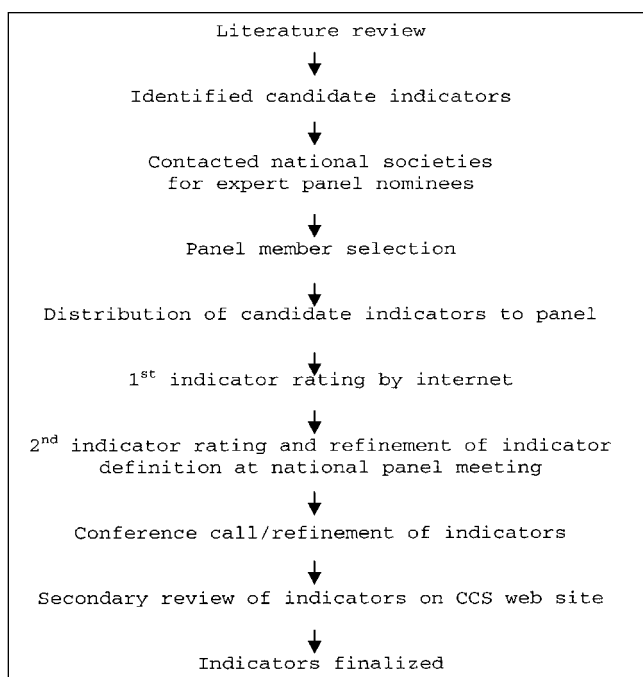 Literature review
Identified candidate indicators
Contacted national societies
for expert panel nominees
Panel member selection
Distribution of candidate indicators to panel
1st indicator rating by internet
2nd indicator rating and refinement of indicator
definition at national panel meeting
Conference call/refinement of indicators
Secondary review of indicators on CCS web site
Indicators finalized